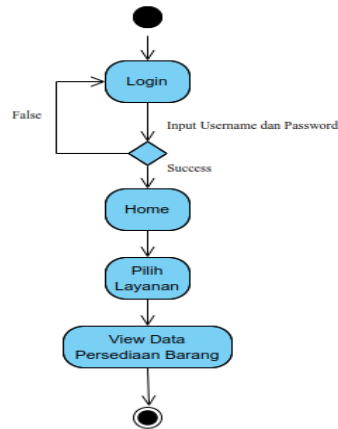 Login
False
Input Username dan Password
Success
Home
Pilih
Layanan
View Data
Persediaan Barang